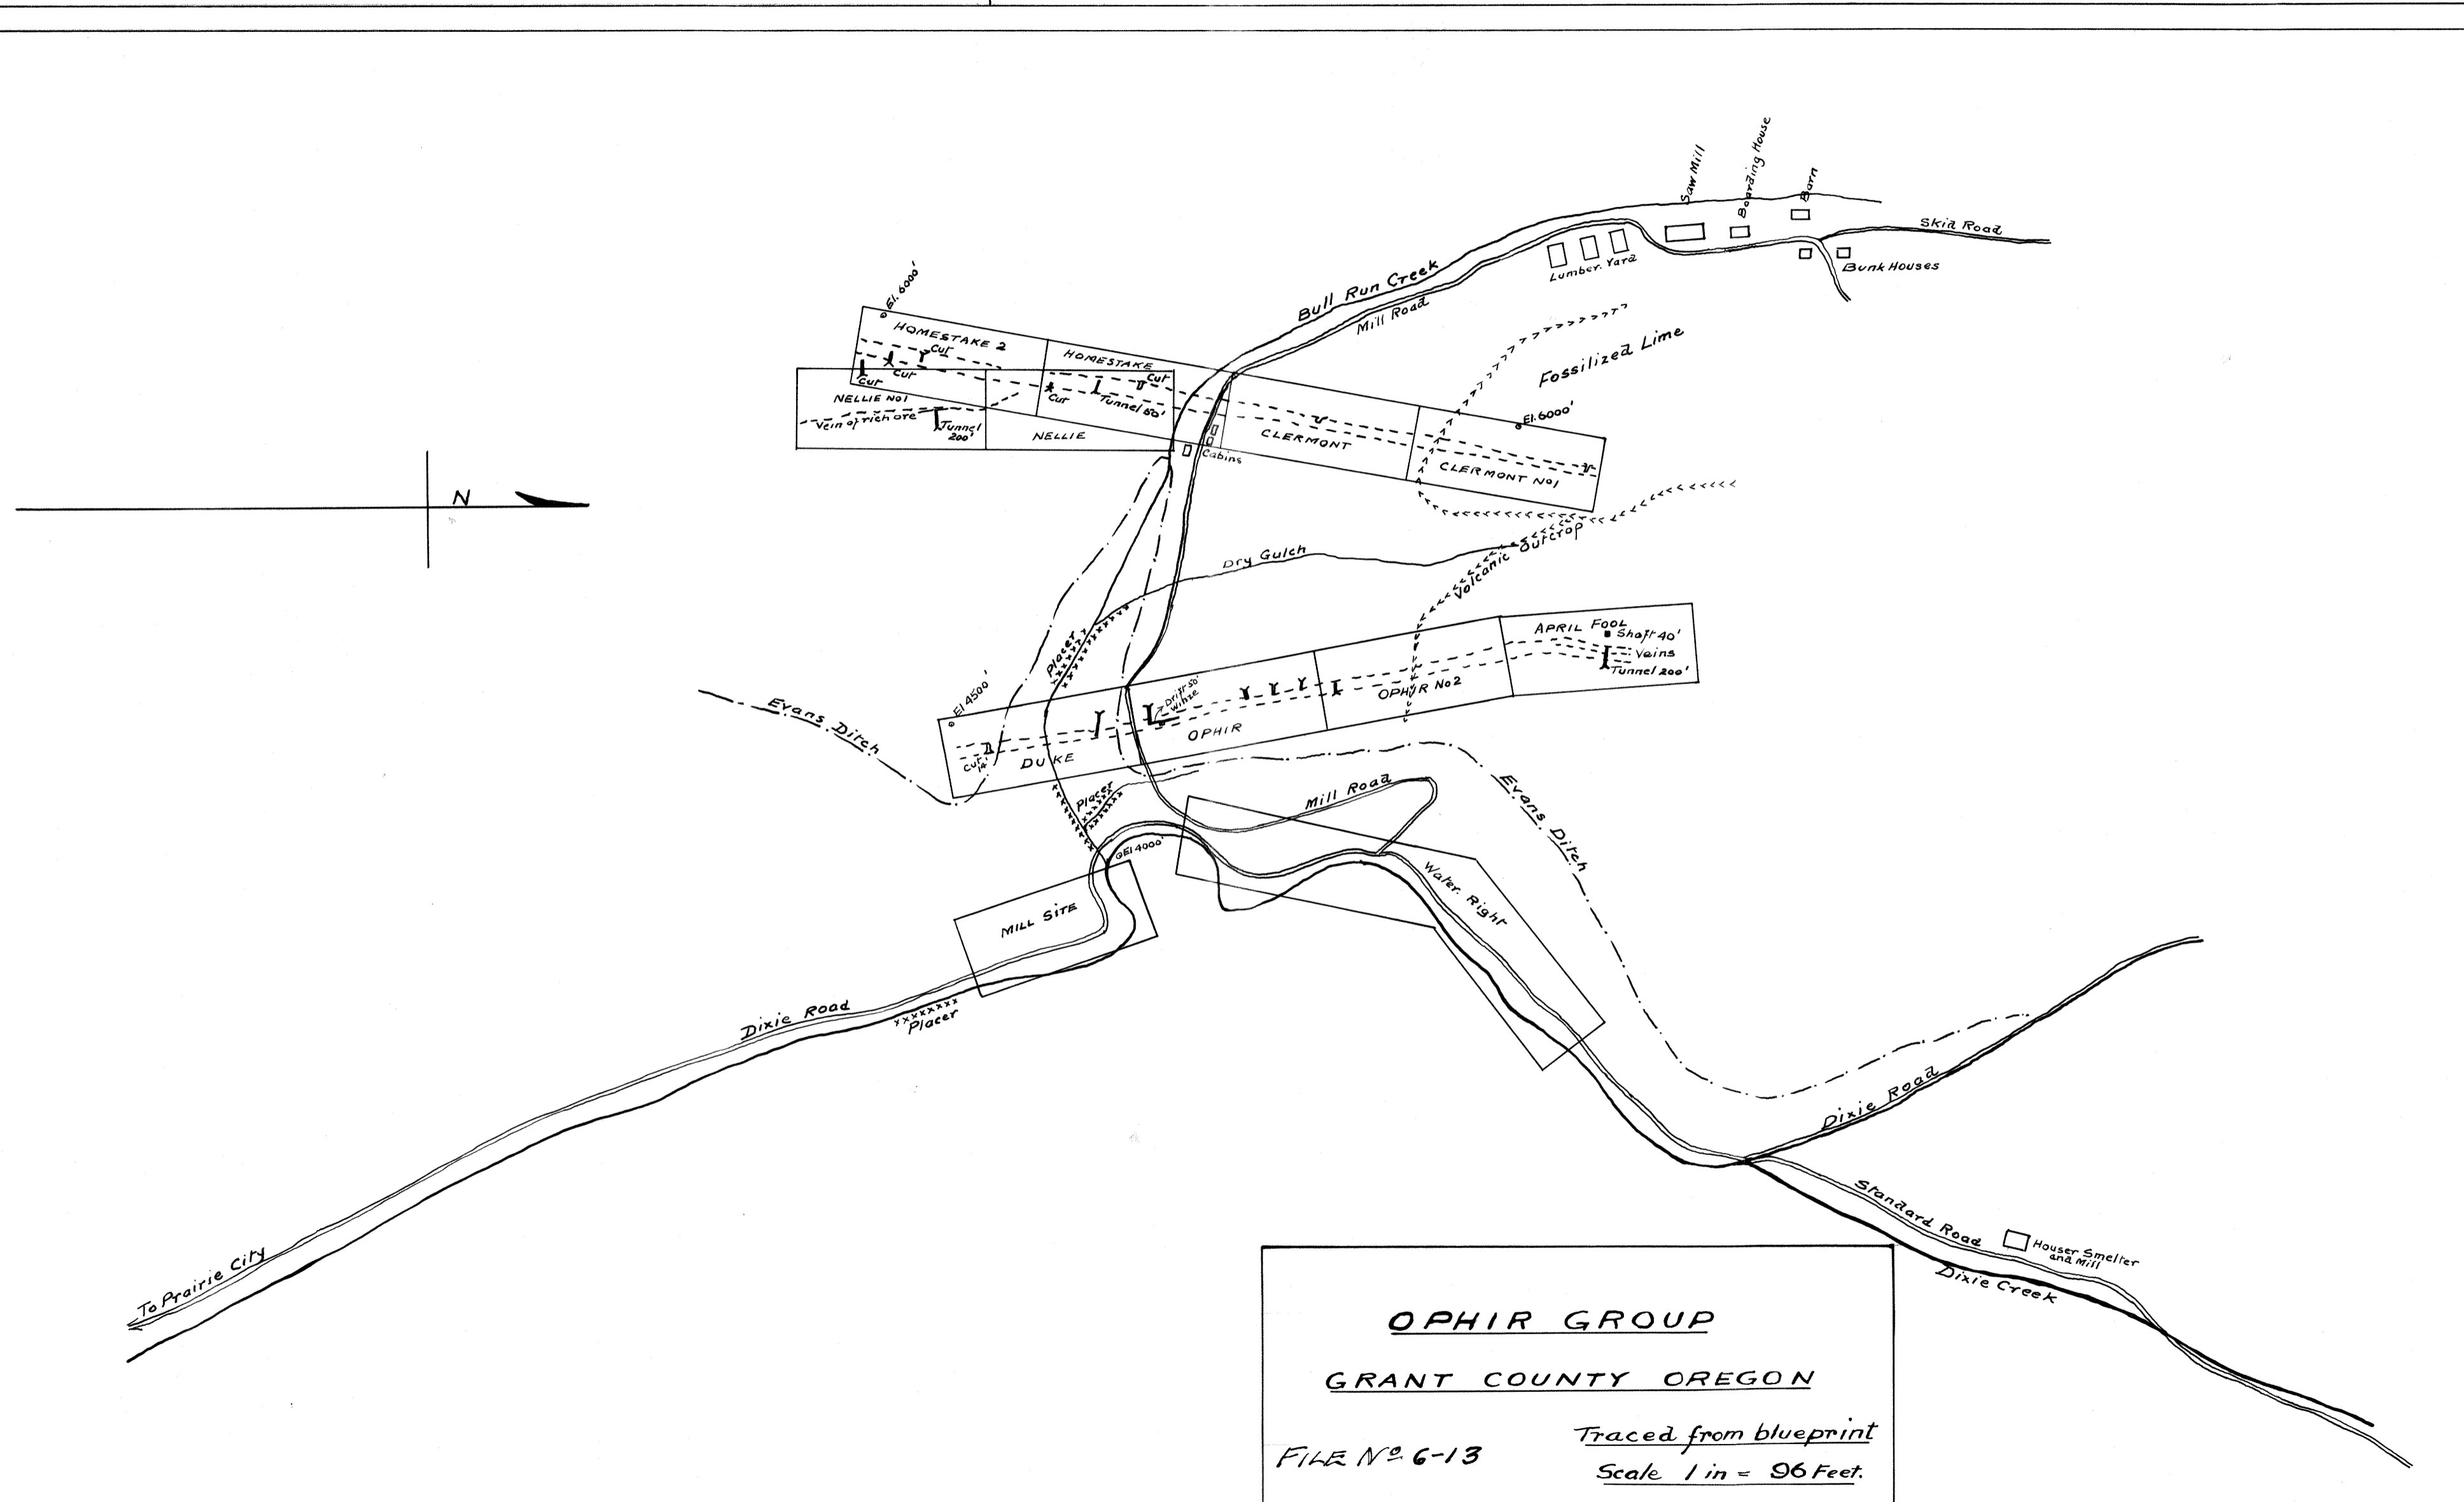 Saw Mill
Boarding House
Barn
Skid Road
Bunk Houses
Lumber. Yard
Bull Run Creek
Mill Road
Fossilized Lime
El. 6000'
HOMESTAKE 2
Cut
Cut
Cut
HOMESTAKE
Cut
Cut
Tunnel 50'
NELLIE No1
Vein of rich ore
Tunnel
200'
NELLIE
El. 6000'
CLERMONT
CLERMONT No1
Cabins
N
Dry Gulch
Volcanic Outcrop
Placer
APRIL FOOL
Shaft 40'
Veins
Tunnel 200'
El 4500'
Evans Ditch
Drift 50'
Winze
OPHIR No2
OPHIR
Cut
14'
DUKE
Placer
Mill Road
Evans Ditch
El 4000'
Water. Right
MILL SITE
Dixie Road
Placer
Dixie Road
To Prairie City
Standard Road
Houser Smelter
and Mill
Dixie Creek
OPHIR GROUP
GRANT COUNTY OREGON
FILE No 6-13
Traced from blueprint
Scale 1 in = 96 Feet.